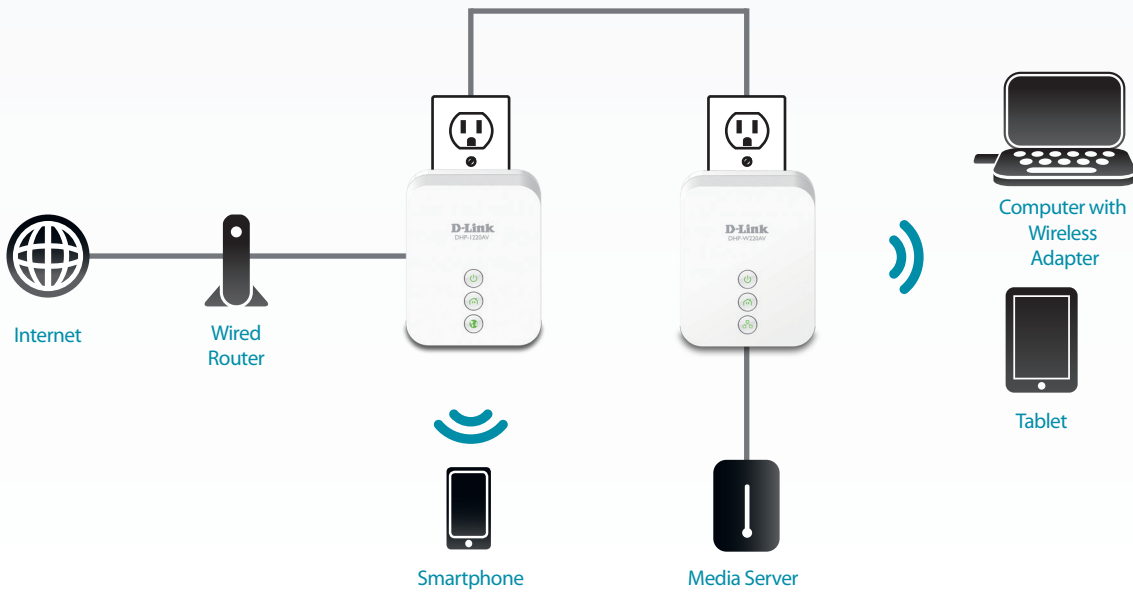 D-Link
DHP-1220AV
D-Link
DHP-W220AV
Internet
Wired
Router
Computer with
Wireless
Adapter
Tablet
Smartphone
Media Server